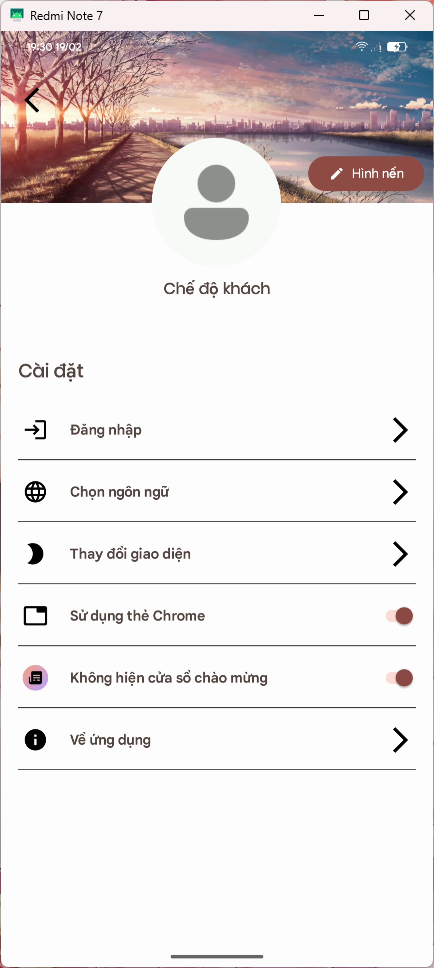 Redmi Note 7
19:30 19/02
Hình nền
Chế độ khách
Cài đặt
Đăng nhập
Chọn ngôn ngữ
Thay đổi giao diện
Sử dụng thẻ Chrome
Không hiện cửa sổ chào mừng
Về ứng dụng